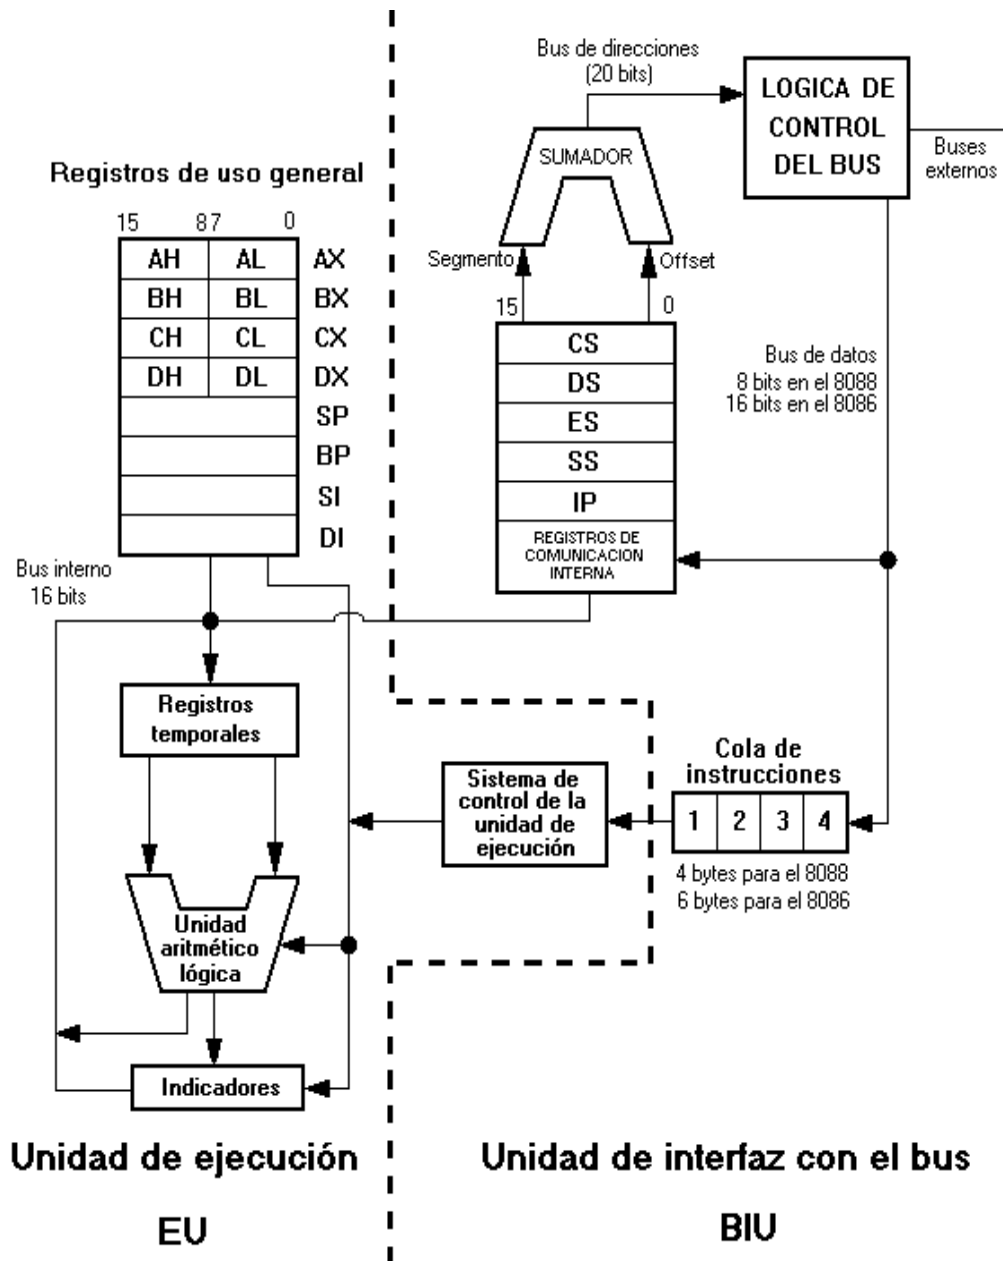 Bus de direcciones
(20 bits)
LOGICA DE
CONTROL
DEL BUS
Buses
externos
SUMADOR
Segmento
Offset
Registros de uso general
15 8 7 0
AH AL AX
BH BL BX
CH CL CX
DH DL DX
SP
BP
SI
DI
15 0
CS
DS
ES
SS
IP
REGISTROS DE
COMUNICACION
INTERNA
Bus de datos
8 bits en el 8088
16 bits en el 8086
Bus interno
16 bits
Registros
temporales
Sistema de
control de la
unidad de
ejecución
Cola de
instrucciones
1 2 3 4
4 bytes para el 8088
6 bytes para el 8086
Unidad
aritmético
lógica
Indicadores
Unidad de ejecución
EU
Unidad de interfaz con el bus
BIU